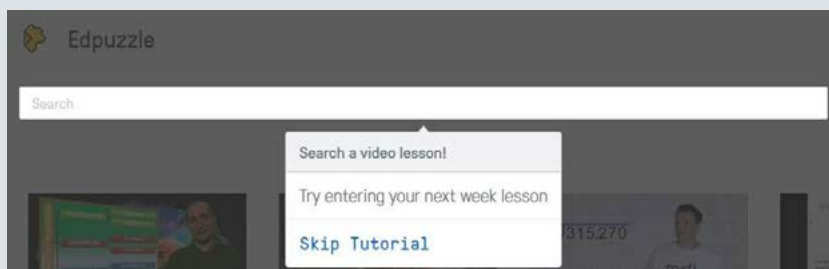 Edpuzzle
Search
Search a video lesson!
Try entering your next week lesson
Skip Tutorial
315,270